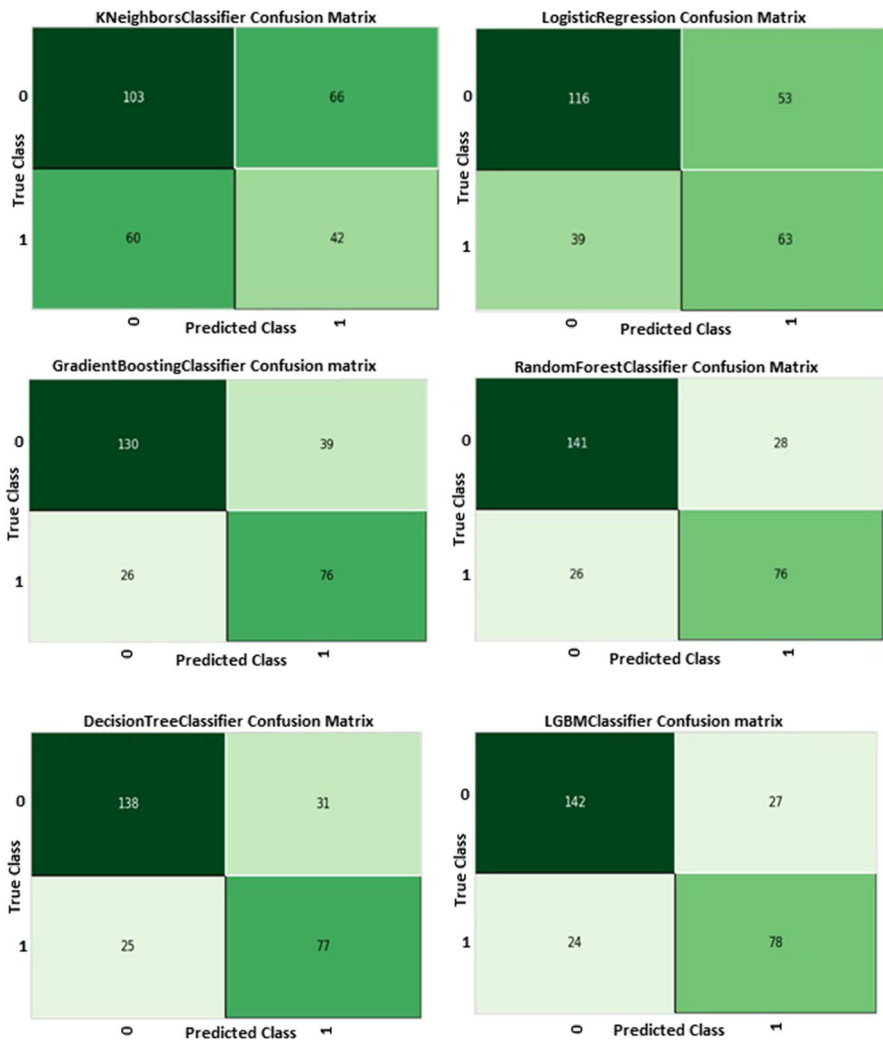 KNeighborsClassifier Confusion Matrix
0
103
66
True Class
1
60
42
0
1
Predicted Class
LogisticRegression Confusion Matrix
0
116
53
True Class
1
39
63
0
1
Predicted Class
GradientBoostingClassifier Confusion matrix
0
130
39
True Class
1
26
76
0
1
Predicted Class
RandomForestClassifier Confusion Matrix
0
141
28
True Class
1
26
76
0
1
Predicted Class
DecisionTreeClassifier Confusion Matrix
0
138
31
True Class
1
25
77
0
1
Predicted Class
LGBMClassifier Confusion matrix
0
142
27
True Class
1
24
78
0
1
Predicted Class